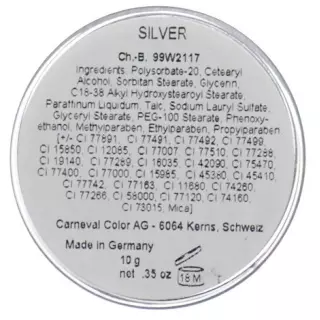 SILVER
Ch.-B. 99W2117
Ingredients: Polysorbate-20, Cetearyl
Alcohol, Sorbitan Stearate, Glycerin,
C18-38 Alkyl Hydroxystearoyl Stearate,
Paraffinum Liquidum, Talc, Sodium Lauryl Sulfate,
Glyceryl Stearate, PEG-100 Stearate, Phenoxy-
ethanol, Methylparaben, Ethylparaben, Propylparaben
[+/- CI 77891, CI 77491, CI 77492, CI 77499,
CI 15850, CI 12085, CI 77007, CI 77510, CI 77288,
CI 19140, CI 77289, CI 16035, CI 42090, CI 75470,
CI 77400, CI 77000, CI 15985, CI 45380, CI 45410,
CI 77742, CI 77163, CI 11680, CI 74260,
CI 77266, CI 58000, CI 77120, CI 74160,
CI 73015, Mica]
Carneval Color AG - 6064 Kerns, Schweiz
Made in Germany
10 g
net .35 oz
18 M